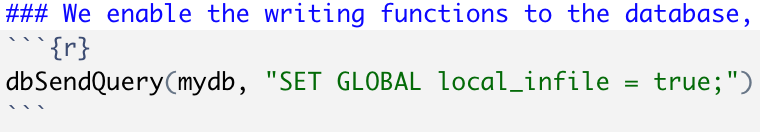 ### We enable the writing functions to the database,
```{r}
dbSendQuery(mydb, "SET GLOBAL local_infile = true;")
```